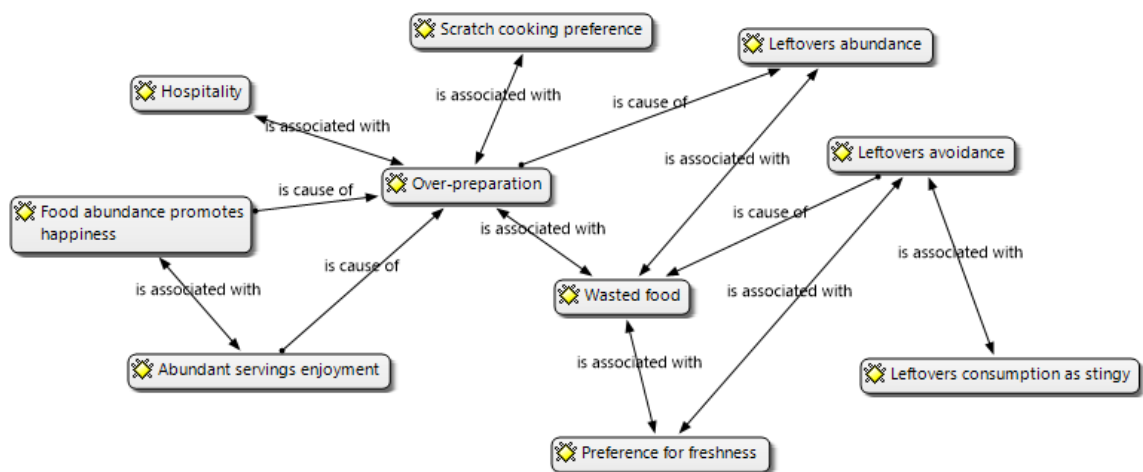 Scratch cooking preference
Leftovers abundance
Hospitality
is associated with
is cause of
is associated with
is associated with
Leftovers avoidance
Over-preparation
is cause of
Food abundance promotes
happiness
is cause of
is associated with
is associated with
is cause of
is associated with
is associated with
Wasted food
is associated with
Abundant servings enjoyment
is associated with
Leftovers consumption as stingy
Preference for freshness